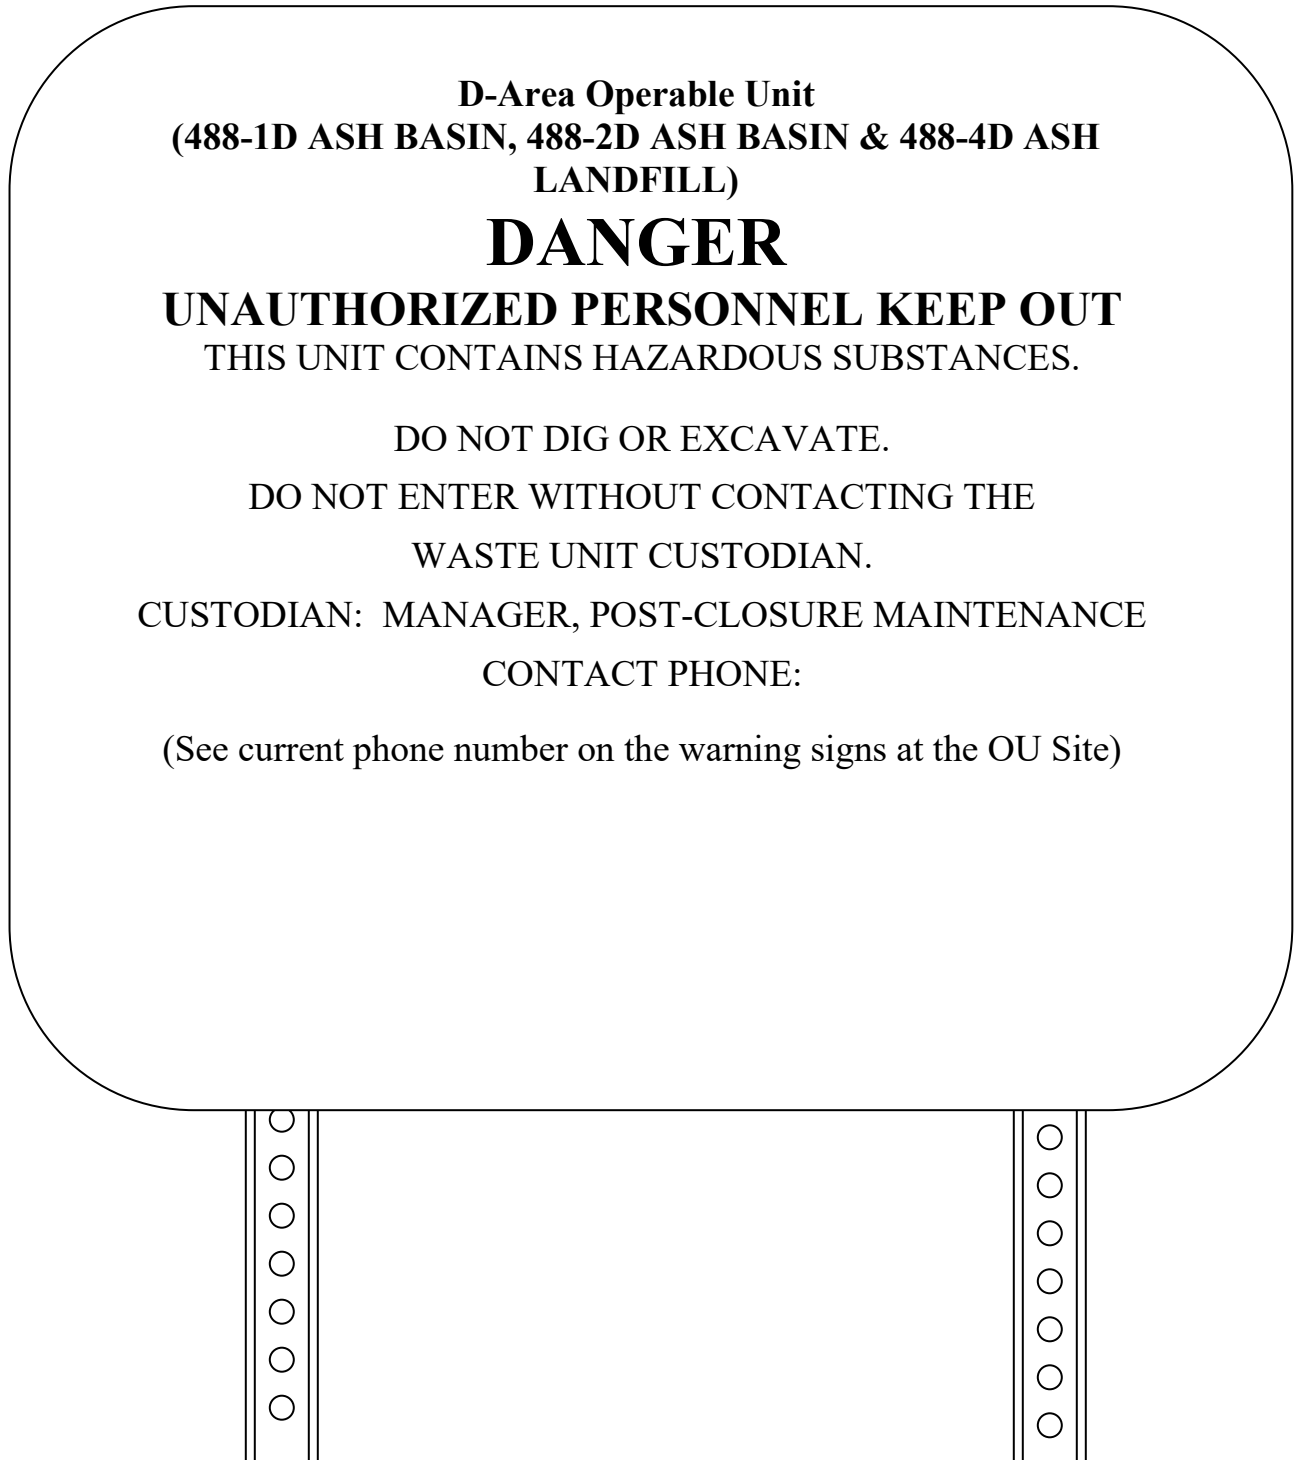 D-Area Operable Unit
(488-1D ASH BASIN, 488-2D ASH BASIN & 488-4D ASH
LANDFILL)
DANGER
UNAUTHORIZED PERSONNEL KEEP OUT
THIS UNIT CONTAINS HAZARDOUS SUBSTANCES.
DO NOT DIG OR EXCAVATE.
DO NOT ENTER WITHOUT CONTACTING THE
WASTE UNIT CUSTODIAN.
CUSTODIAN:  MANAGER, POST-CLOSURE MAINTENANCE
CONTACT PHONE:
(See current phone number on the warning signs at the OU Site)